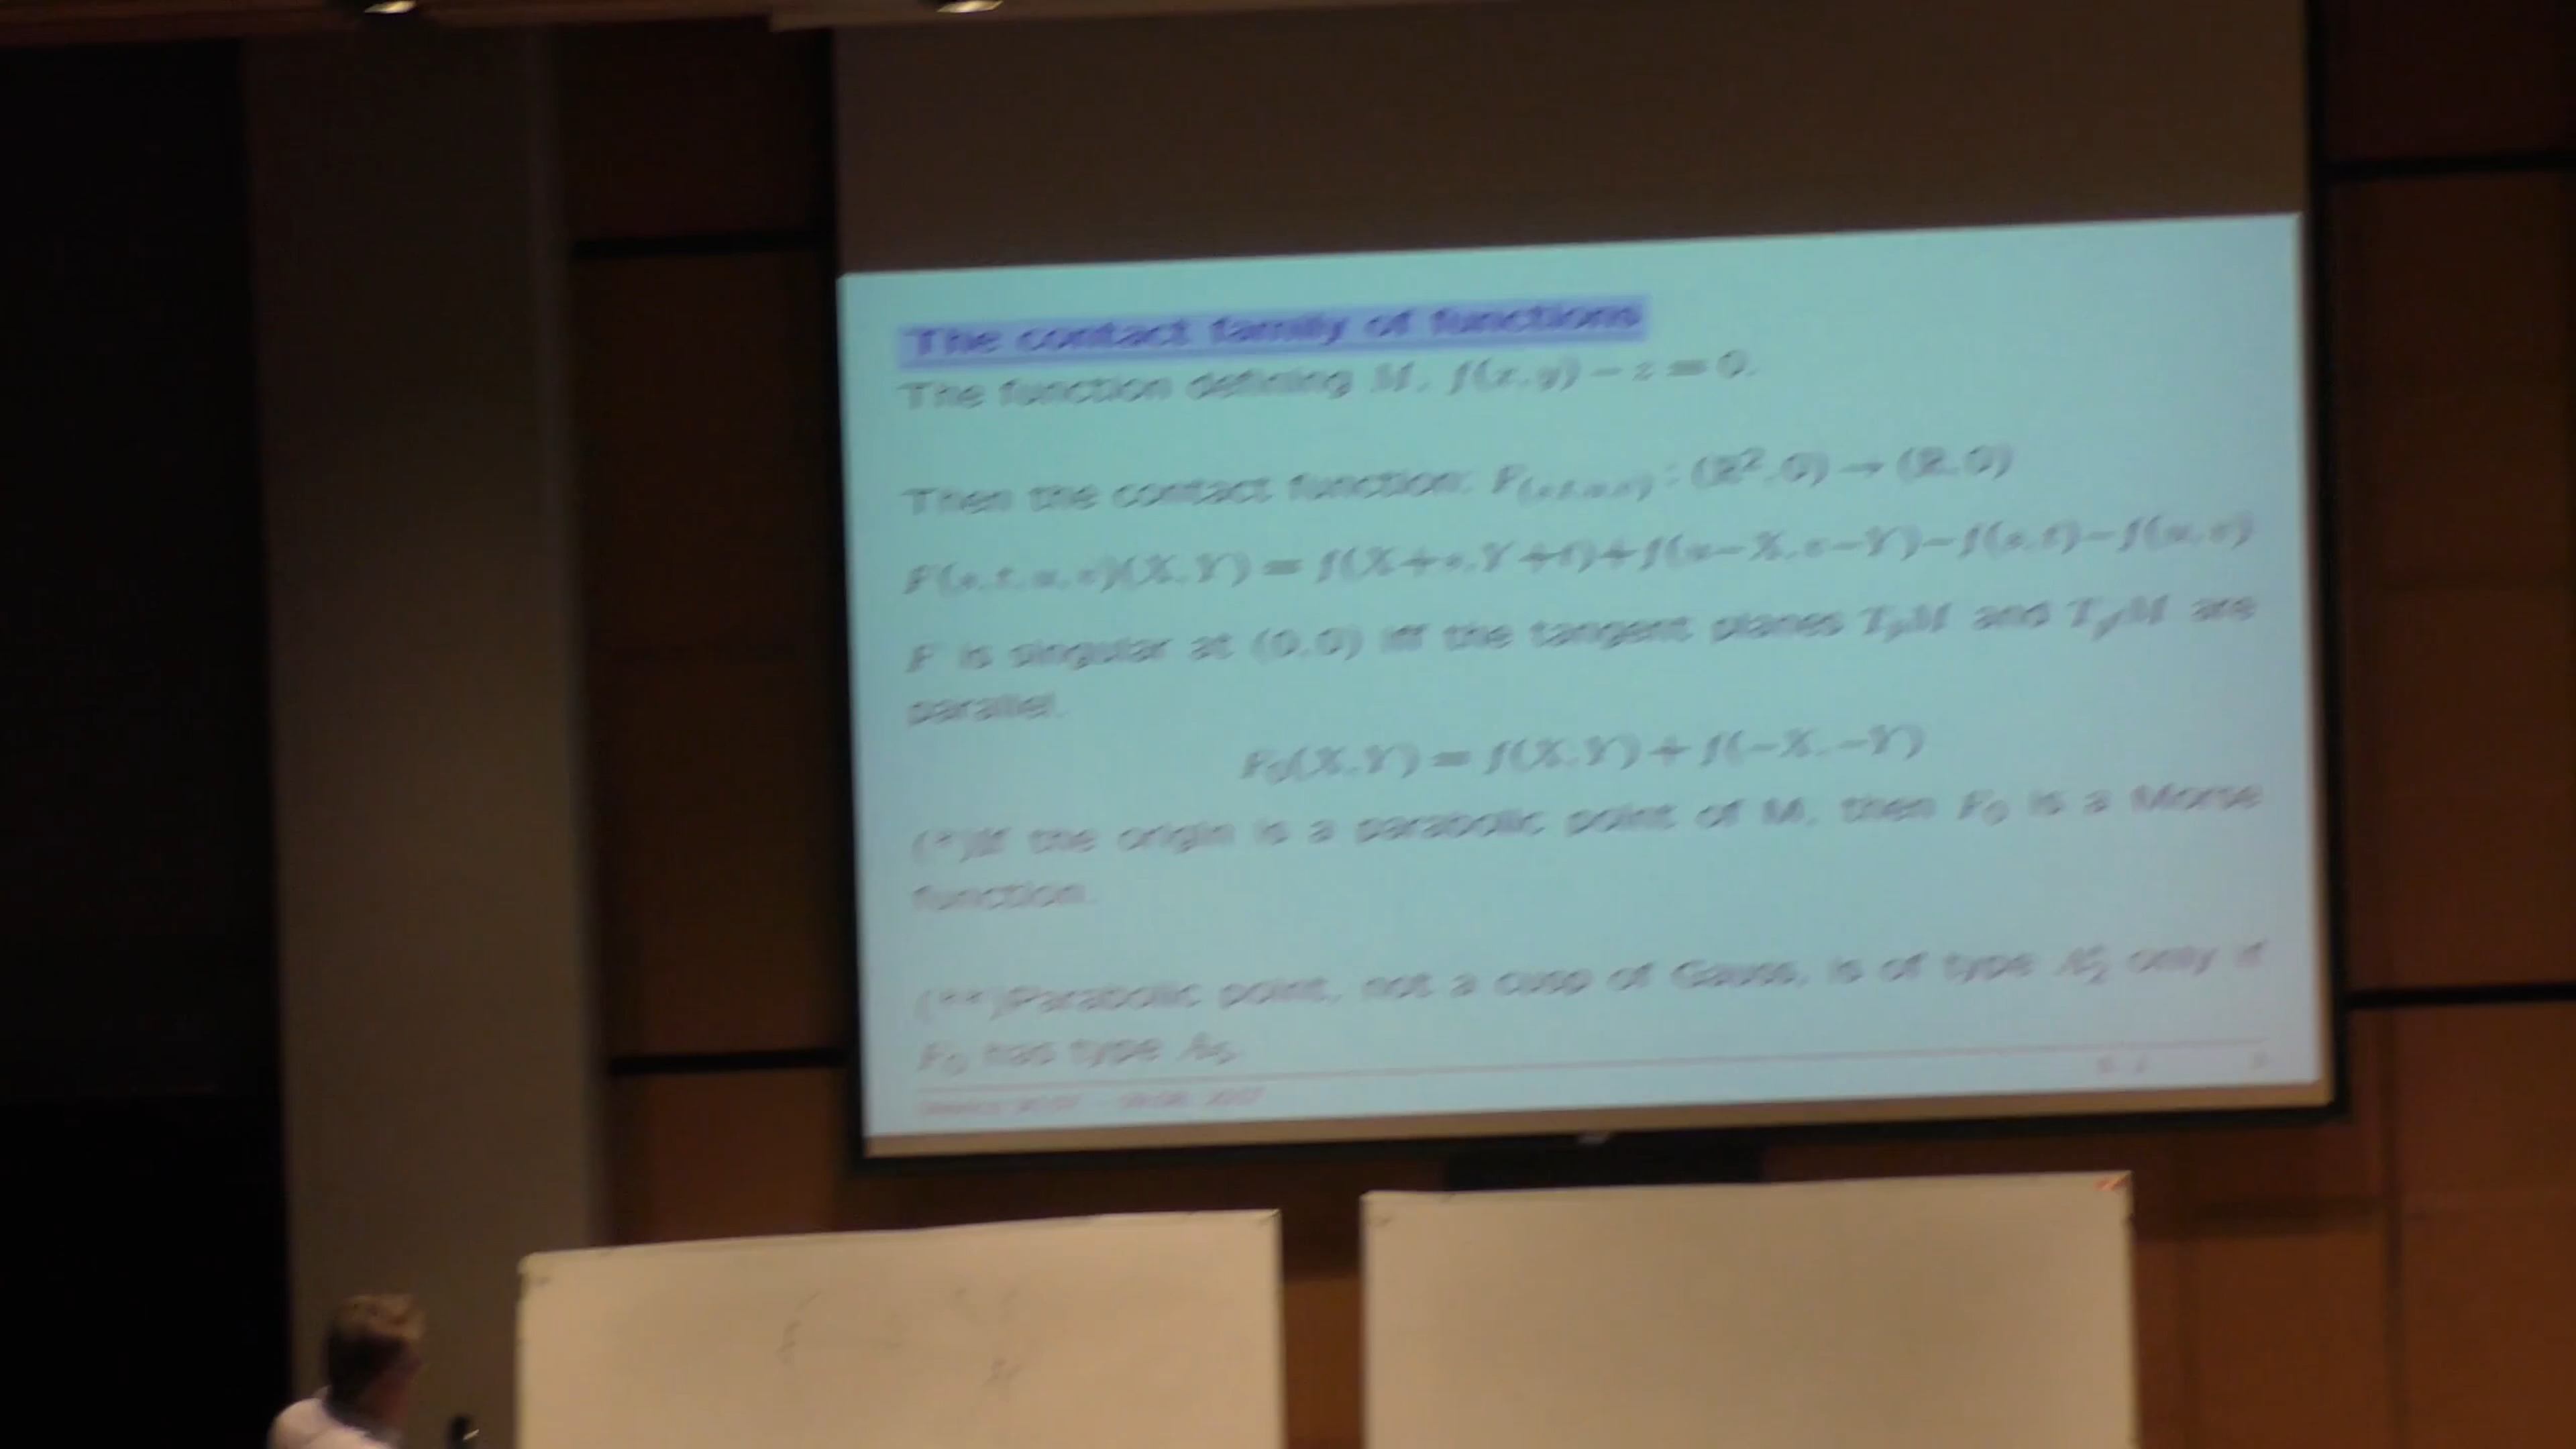 The contact family of functions
The function defining M, f(x, y) − z = 0.
Then the contact function: F(s,t,u,v) : (ℝ², 0) → (ℝ, 0)
F(s, t, u, v)(X, Y) = f(X+s, Y+t)+f(u−X, v−Y)−f(s, t)−f(u, v)
F is singular at (0, 0) iff the tangent planes and are
parallel.
F₀(X, Y) = f(X, Y) + f(−X, −Y)
(*)If the origin is a parabolic point of M, then F₀ is a Morse
function.
(**)Parabolic point, not a cusp of Gauss, is of type only if
F₀ has type